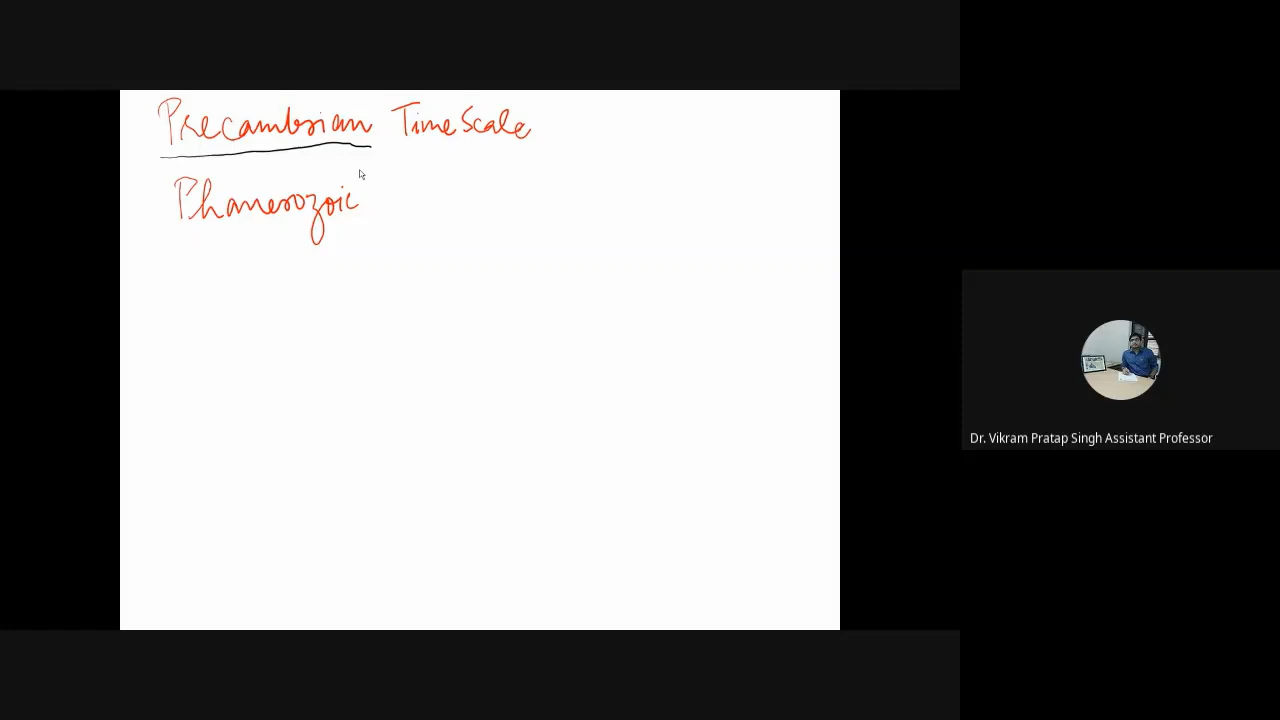 Precambrian Time Scale
Phanerozoic
Dr. Vikram Pratap Singh Assistant Professor